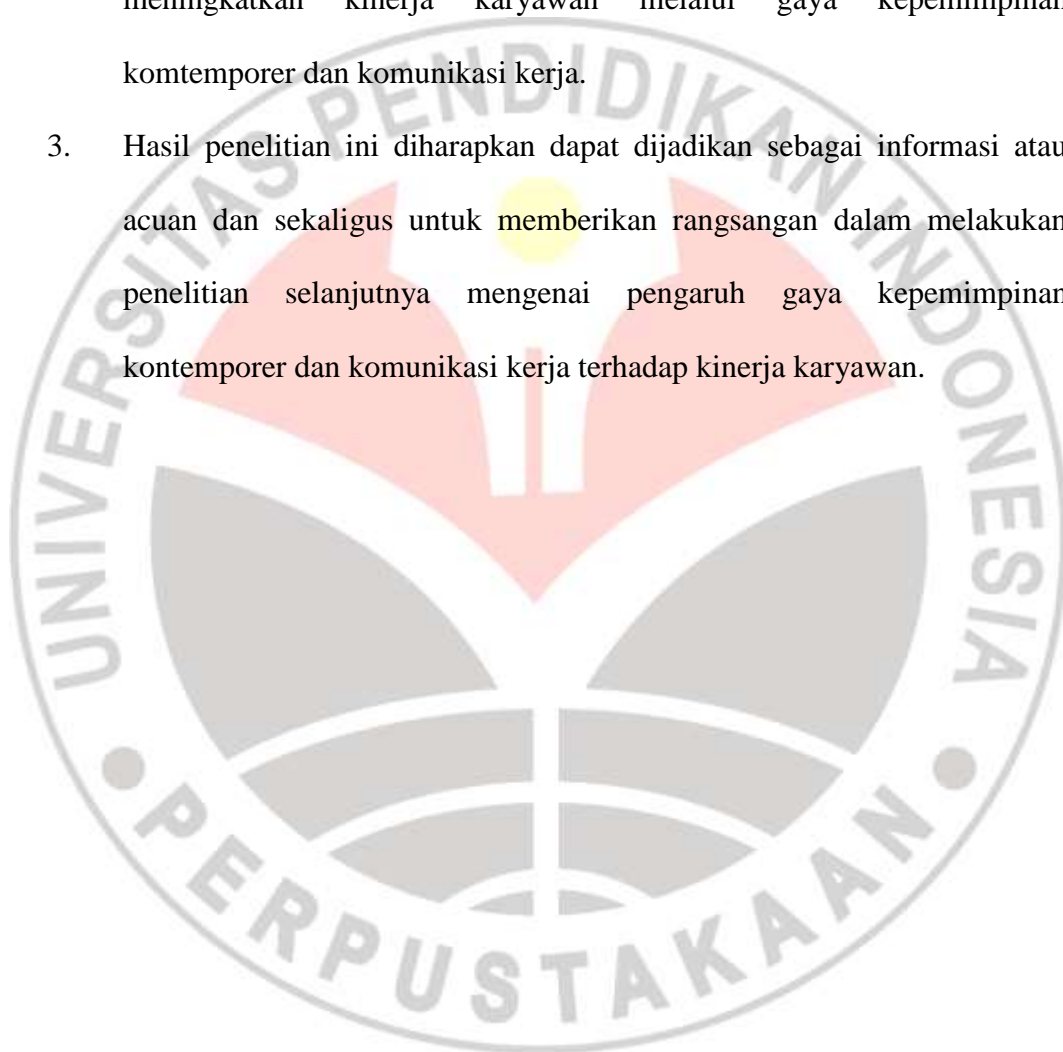 meningkatkan kinerja karyawan melalui gaya kepemimpinan
komtemporer dan komunikasi kerja.
3. Hasil penelitian ini diharapkan dapat dijadikan sebagai informasi atau
acuan dan sekaligus untuk memberikan rangsangan dalam melakukan
penelitian selanjutnya mengenai pengaruh gaya kepemimpinan
kontemporer dan komunikasi kerja terhadap kinerja karyawan.
UNIVERSITAS PENDIDIKAN INDONESIA
PERPUSTAKAAN